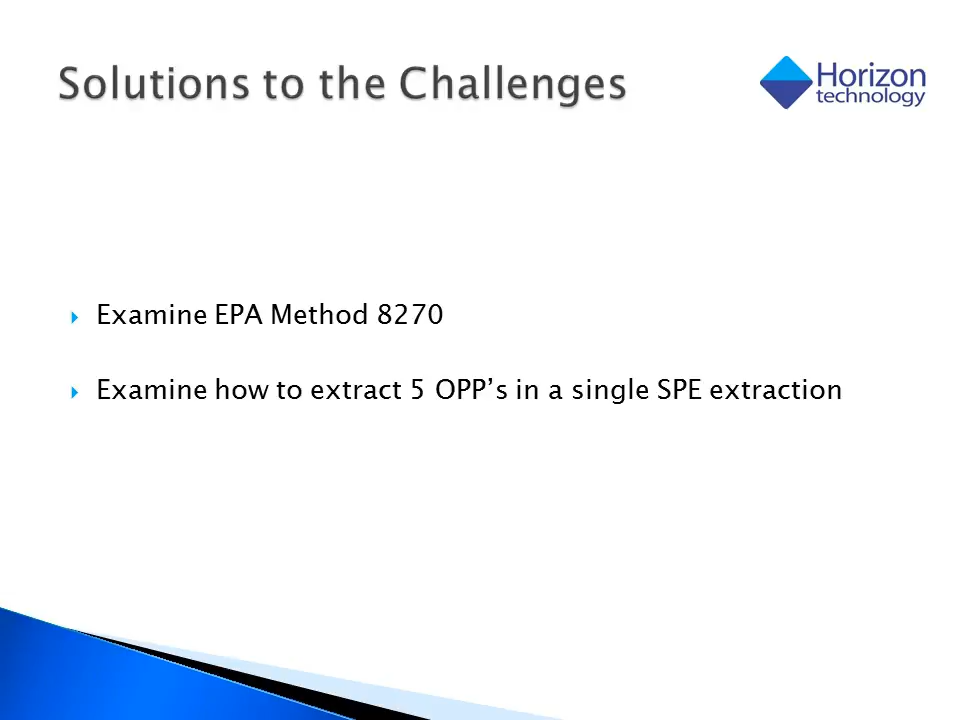 Solutions to the Challenges
Horizon
technology
Examine EPA Method 8270
Examine how to extract 5 OPP’s in a single SPE extraction